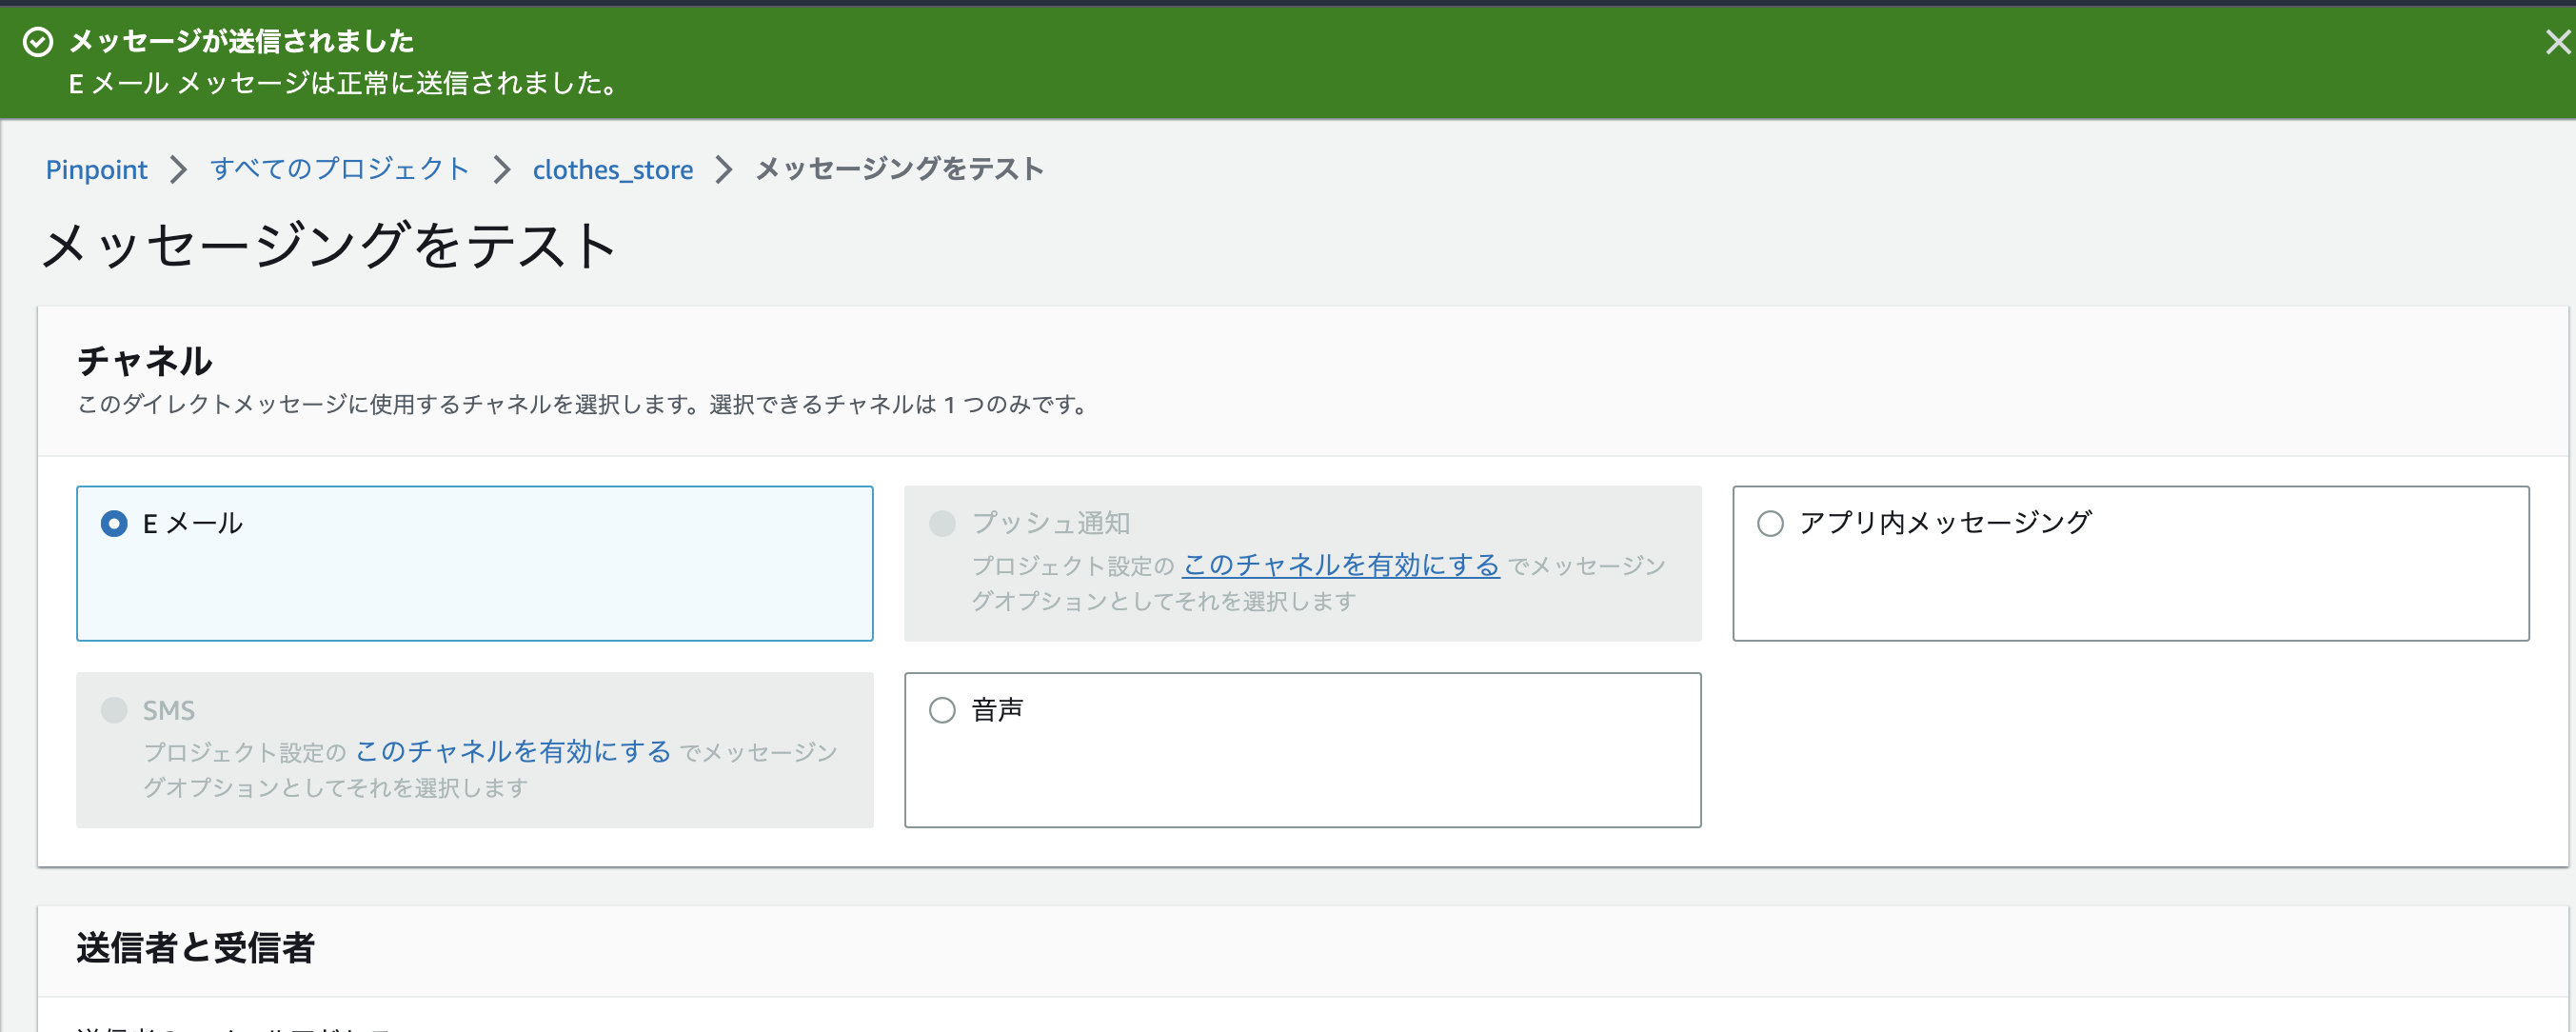 メッセージが送信されました
E メール メッセージは正常に送信されました。
Pinpoint すべてのプロジェクト clothes_store メッセージングをテスト
メッセージングをテスト
チャネル
このダイレクトメッセージに使用するチャネルを選択します。選択できるチャネルは 1 つのみです。
E メール
プッシュ通知
プロジェクト設定の このチャネルを有効にする でメッセージン
グオプションとしてそれを選択します
アプリ内メッセージング
SMS
プロジェクト設定の このチャネルを有効にする でメッセージン
グオプションとしてそれを選択します
音声
送信者と受信者